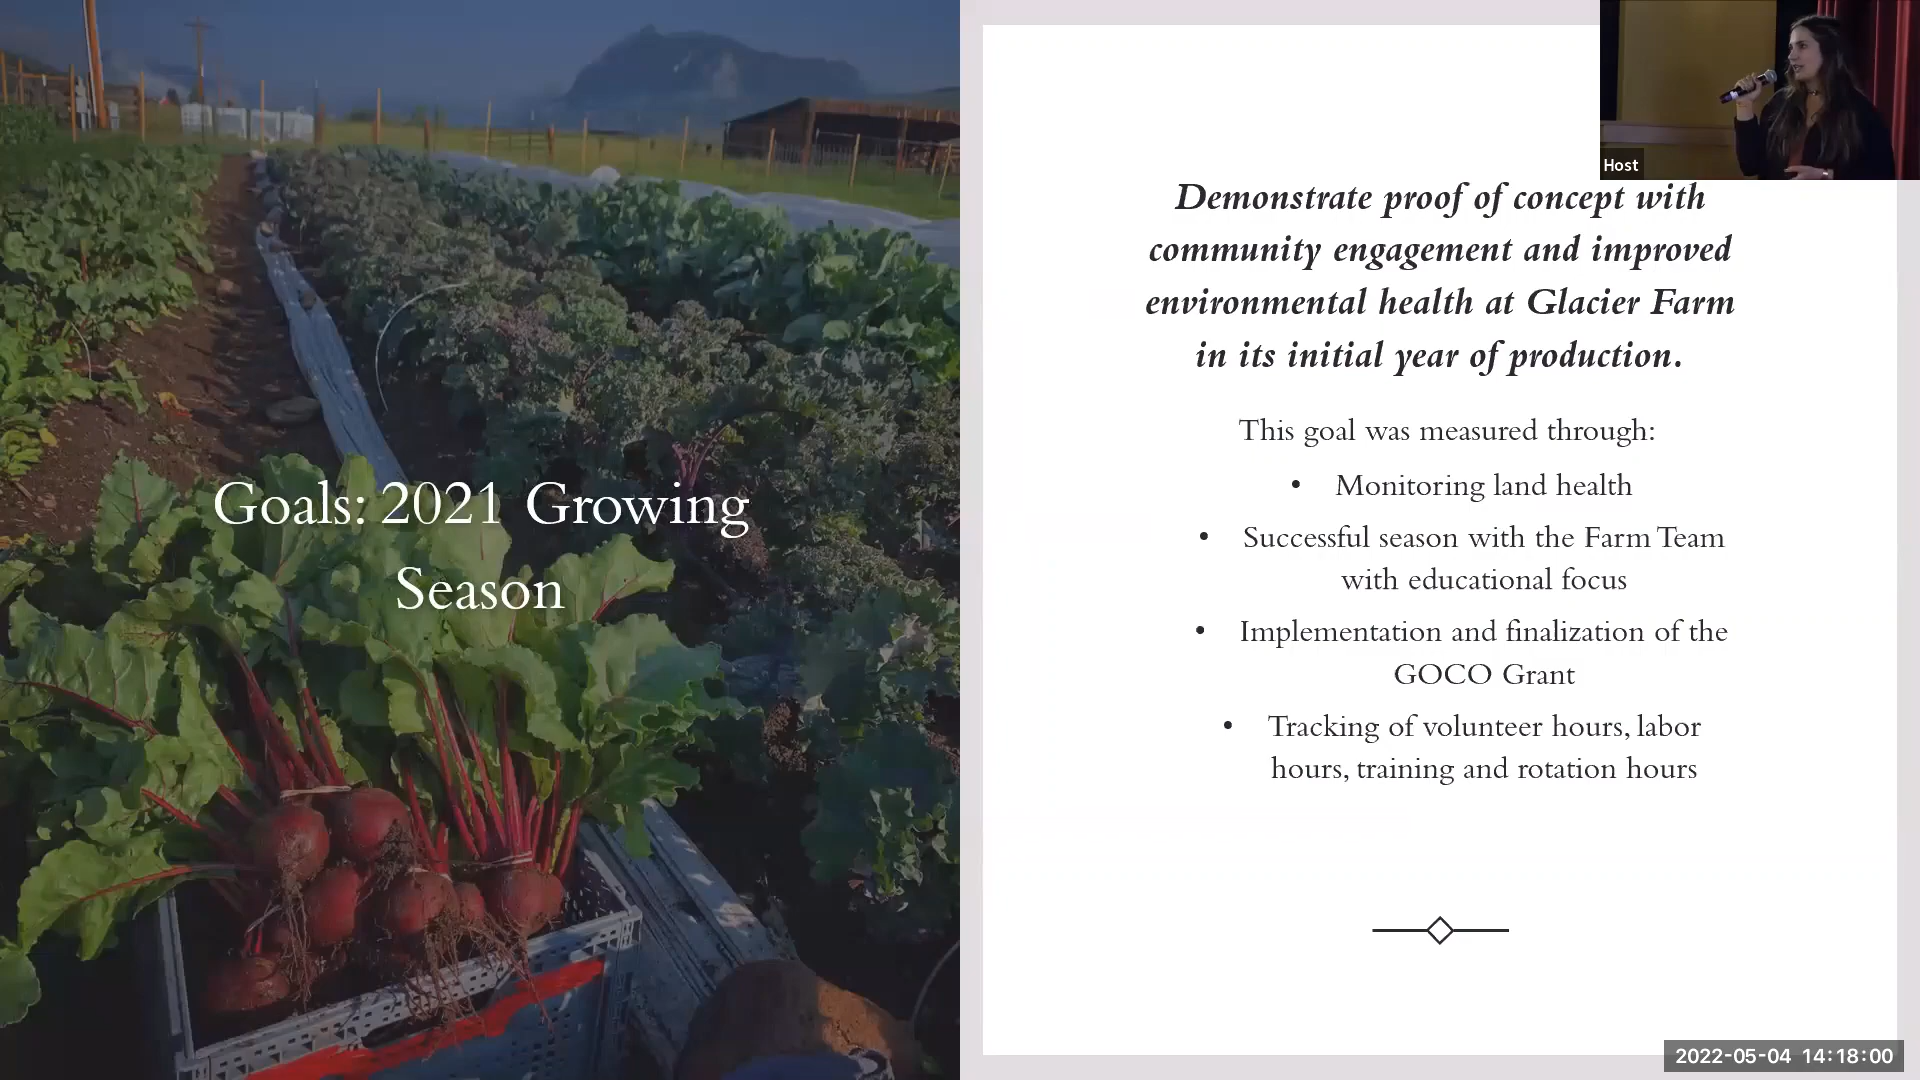 Goals: 2021 Growing
Season
Host
Demonstrate proof of concept with
community engagement and improved
environmental health at Glacier Farm
in its initial year of production.
This goal was measured through:
• Monitoring land health
• Successful season with the Farm Team
with educational focus
• Implementation and finalization of the
GOCO Grant
• Tracking of volunteer hours, labor
hours, training and rotation hours
2022-05-04 14:18:00